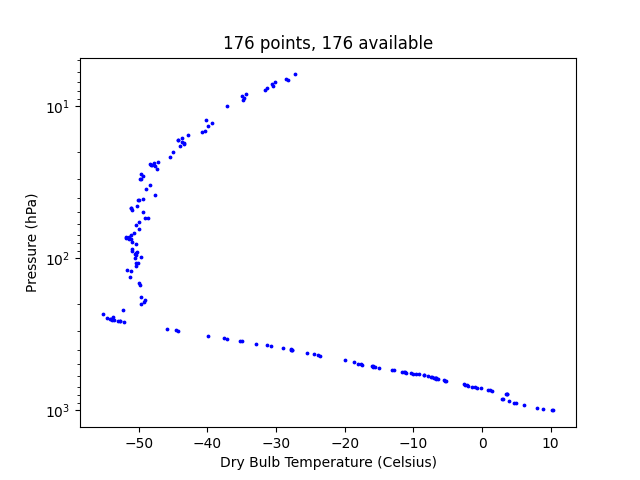 176 points, 176 available
Pressure (hPa)
10¹
10²
10³
−50 −40 −30 −20 −10 0 10
Dry Bulb Temperature (Celsius)